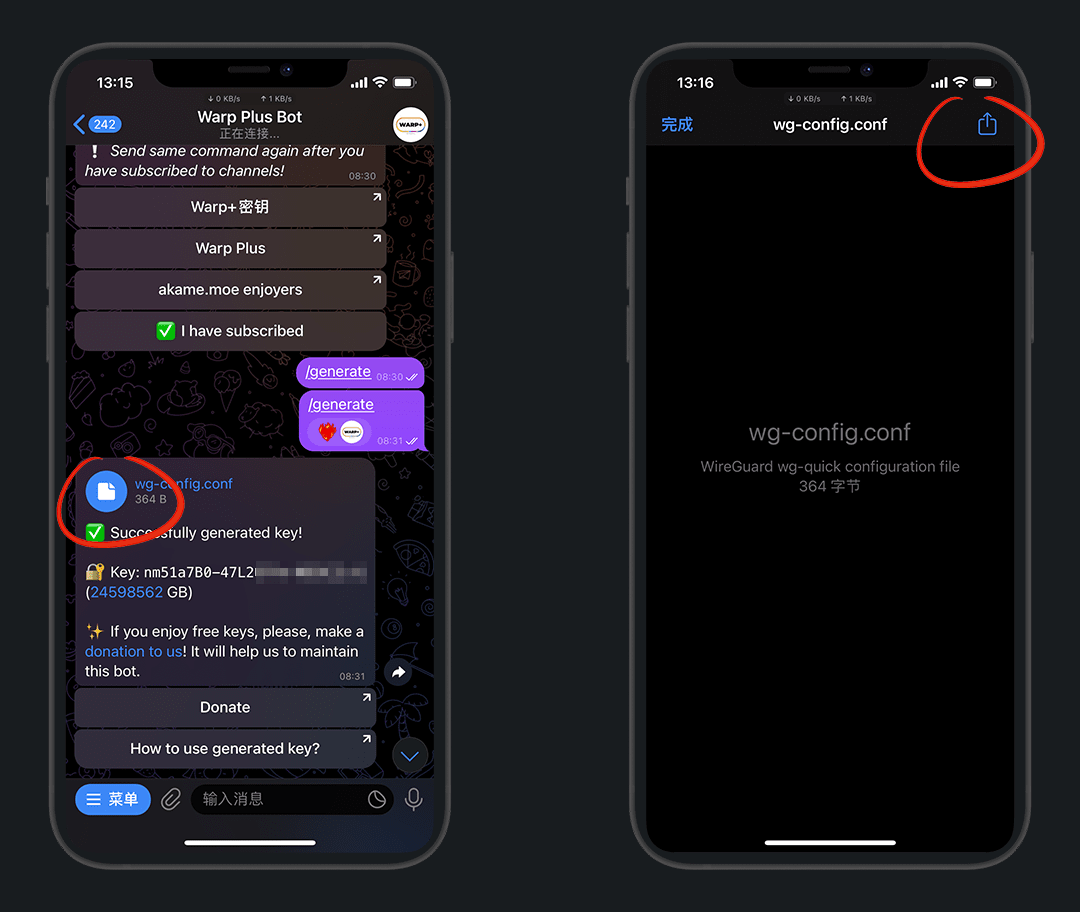 13:15
↓ 0 KB/s ↑ 1 KB/s
242
Warp Plus Bot
正在连接...
WARP+
❗ Send same command again after you
have subscribed to channels!
08:30
Warp+密钥
Warp Plus
akame.moe enjoyers
✅ I have subscribed
/generate 08:30
/generate
WARP+
08:31
wg-config.conf
364 B
✅ Successfully generated key!
🔐 Key: nm51a7B0-47L2
(24598562 GB)
✨ If you enjoy free keys, please, make a
donation to us! It will help us to maintain
this bot.
08:31
Donate
How to use generated key?
菜单
输入消息
13:16
↓ 0 KB/s ↑ 1 KB/s
完成
wg-config.conf
wg-config.conf
WireGuard wg-quick configuration file
364 字节